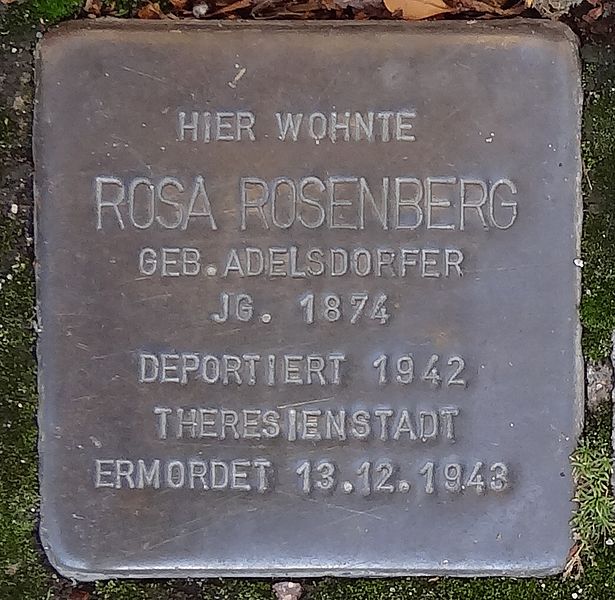 HIER WOHNTE
ROSA ROSENBERG
GEB. ADELSDORFER
JG. 1874
DEPORTIERT 1942
THERESIENSTADT
ERMORDET 13.12.1943